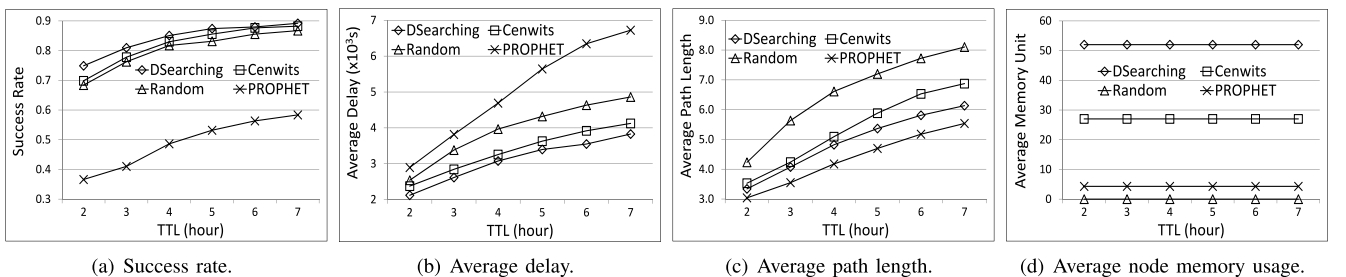 Success Rate
0.9
0.8
0.7
0.6
0.5
0.4
0.3
DSearching Cenwits
Random PROPHET
2 3 4 5 6 7
TTL (hour)
(a) Success rate.
Average Delay (x10³s)
7
6
5
4
3
2
DSearching Cenwits
Random PROPHET
2 3 4 5 6 7
TTL (hour)
(b) Average delay.
Average Path Length
9.0
8.0
7.0
6.0
5.0
4.0
3.0
DSearching Cenwits
Random PROPHET
2 3 4 5 6 7
TTL (hour)
(c) Average path length.
Average Memory Unit
60
50
40
30
20
10
0
DSearching Cenwits
Random PROPHET
2 3 4 5 6 7
TTL (hour)
(d) Average node memory usage.